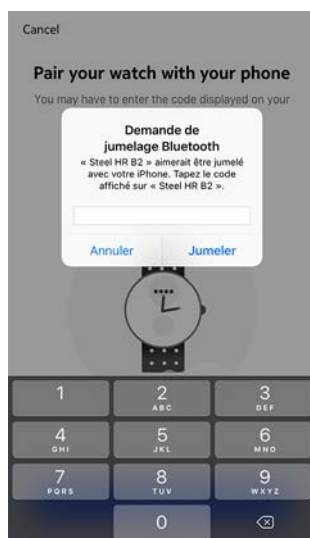 Cancel
Pair your watch with your phone
You may have to enter the code displayed on your
Demande de
jumelage Bluetooth
« Steel HR B2 » aimerait être jumelé
avec votre iPhone. Tapez le code
affiché sur « Steel HR B2 ».
Annuler Jumeler
1 2 3
ABC DEF
4 5 6
GHI JKL MNO
7 8 9
PQRS TUV WXYZ
0